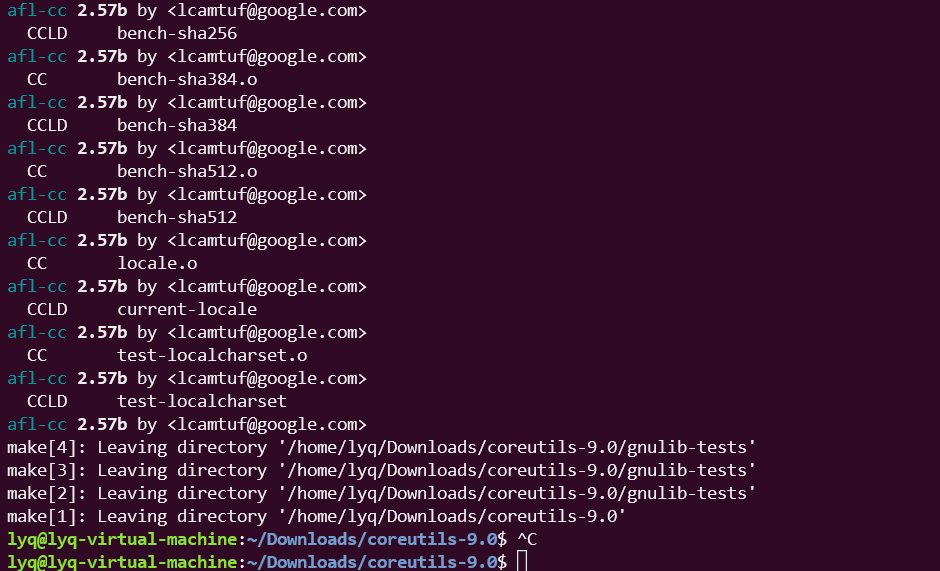 afl-cc 2.57b by <lcamtuf@google.com>
  CCLD     bench-sha256
afl-cc 2.57b by <lcamtuf@google.com>
  CC       bench-sha384.o
afl-cc 2.57b by <lcamtuf@google.com>
  CCLD     bench-sha384
afl-cc 2.57b by <lcamtuf@google.com>
  CC       bench-sha512.o
afl-cc 2.57b by <lcamtuf@google.com>
  CCLD     bench-sha512
afl-cc 2.57b by <lcamtuf@google.com>
  CC       locale.o
afl-cc 2.57b by <lcamtuf@google.com>
  CCLD     current-locale
afl-cc 2.57b by <lcamtuf@google.com>
  CC       test-localcharset.o
afl-cc 2.57b by <lcamtuf@google.com>
  CCLD     test-localcharset
afl-cc 2.57b by <lcamtuf@google.com>
make[4]: Leaving directory '/home/lyq/Downloads/coreutils-9.0/gnulib-tests'
make[3]: Leaving directory '/home/lyq/Downloads/coreutils-9.0/gnulib-tests'
make[2]: Leaving directory '/home/lyq/Downloads/coreutils-9.0/gnulib-tests'
make[1]: Leaving directory '/home/lyq/Downloads/coreutils-9.0'
lyq@lyq-virtual-machine:~/Downloads/coreutils-9.0$ ^C
lyq@lyq-virtual-machine:~/Downloads/coreutils-9.0$